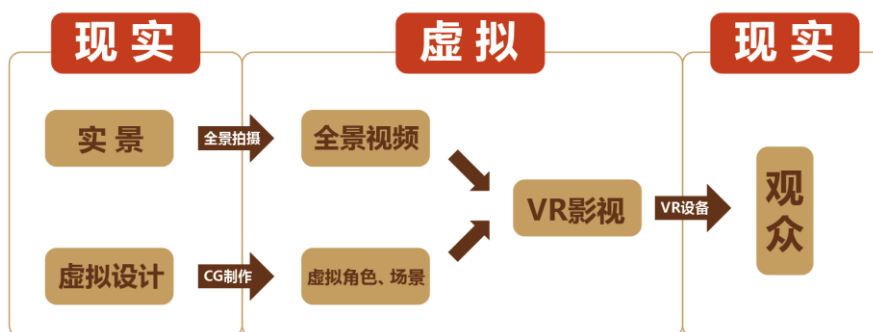 现实
虚拟
现实
实景
全景拍摄
全景视频
虚拟设计
CG制作
虚拟角色、场景
VR影视
VR设备
观众